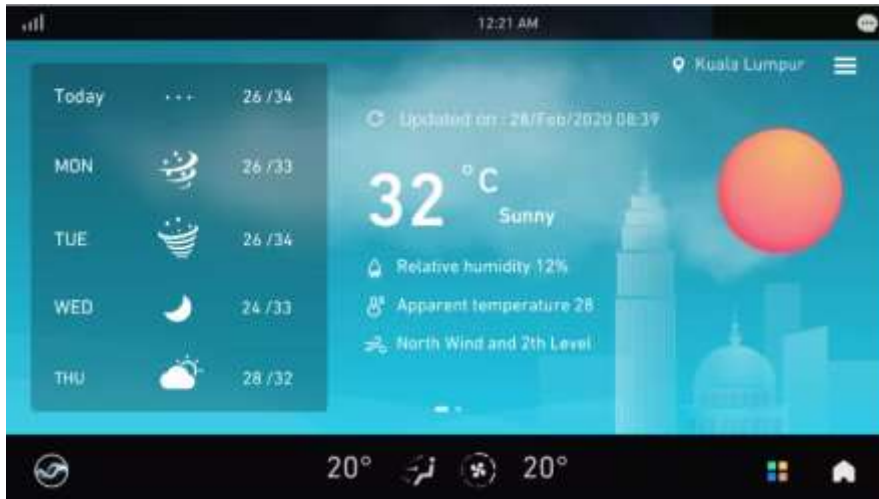 12:21 AM
Kuala Lumpur
Today ... 26 /34
MON 26 /33
TUE 26 /34
WED 24 /33
THU 28 /32
Updated on : 28/Feb/2020 08:39
32 °C
Sunny
Relative humidity 12%
Apparent temperature 28
North Wind and 2th Level
20° 20°